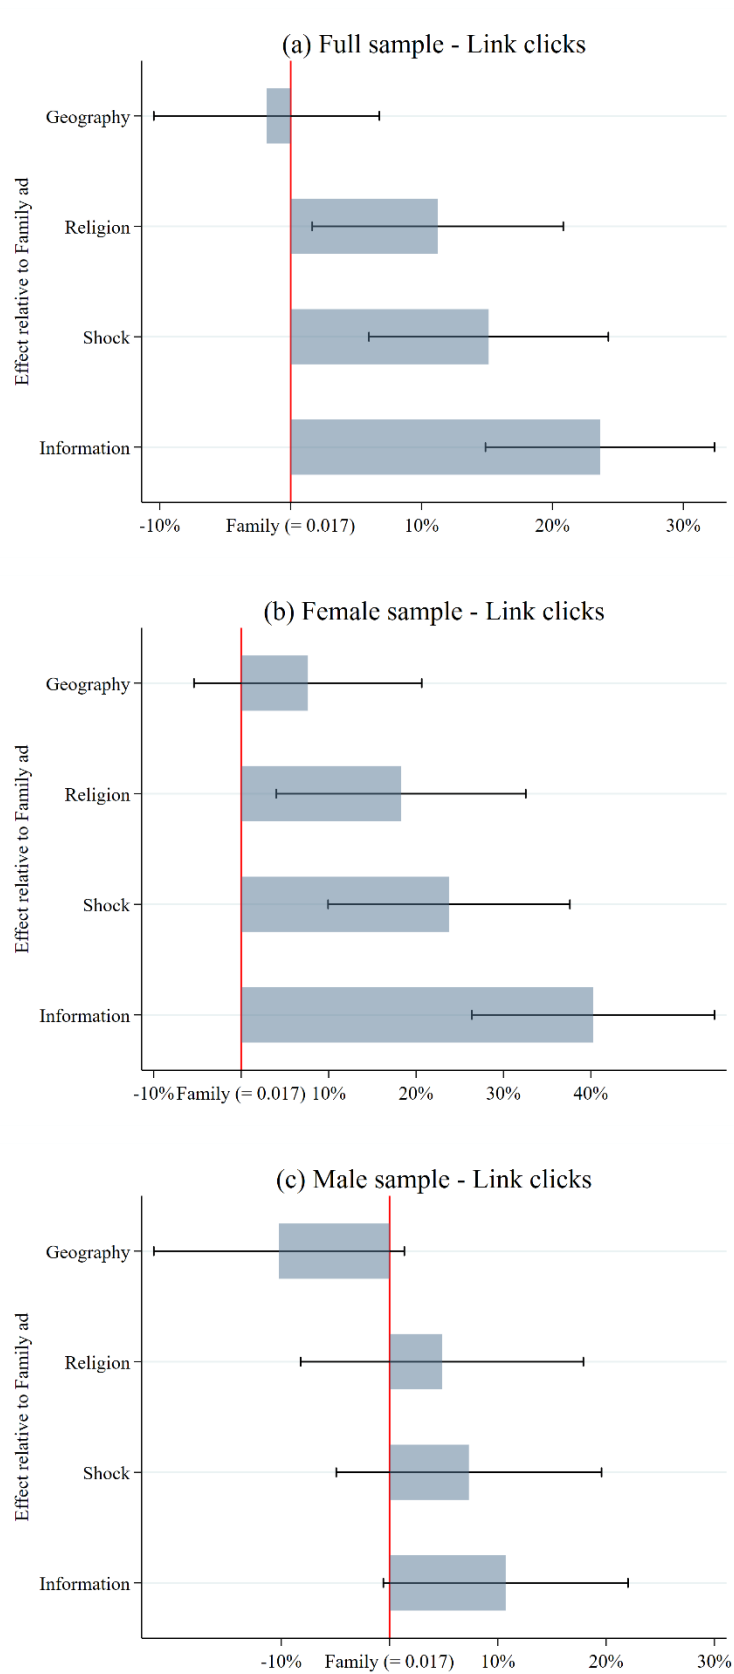 (a) Full sample - Link clicks
Effect relative to Family ad
Geography
Religion
Shock
Information
-10% Family (= 0.017) 10% 20% 30%
(b) Female sample - Link clicks
Effect relative to Family ad
Geography
Religion
Shock
Information
-10% Family (= 0.017) 10% 20% 30% 40%
(c) Male sample - Link clicks
Effect relative to Family ad
Geography
Religion
Shock
Information
-10% Family (= 0.017) 10% 20% 30%